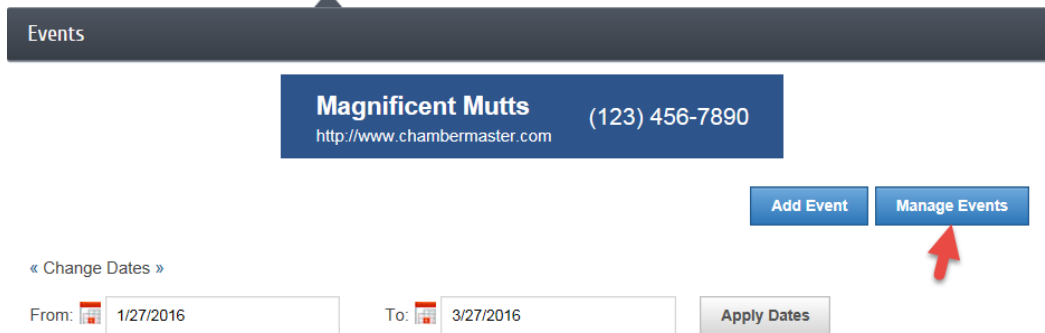 Events
Magnificent Mutts
http://www.chambermaster.com
(123) 456-7890
Add Event Manage Events
« Change Dates »
From: 1/27/2016 To: 3/27/2016 Apply Dates